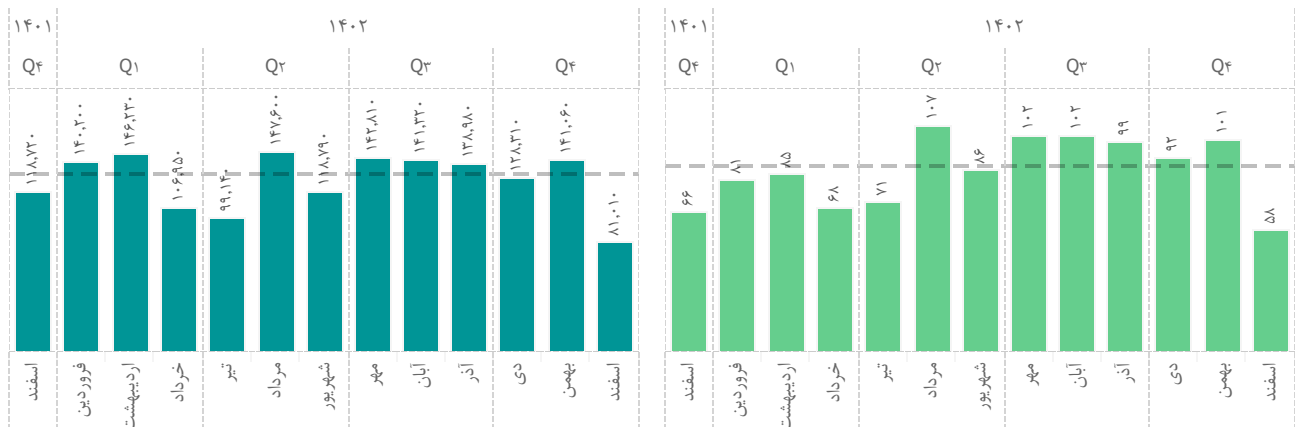 ۱۴۰۱ ۱۴۰۲
Q۴ Q۱ Q۲ Q۳ Q۴
۱۱۸,۷۲۰ ۱۴۰,۲۰۰ ۱۴۶,۲۳۰ ۱۰۶,۹۵۰ ۹۹,۱۴۰ ۱۴۷,۶۰۰ ۱۱۸,۷۹۰ ۱۴۲,۸۱۰ ۱۴۱,۳۲۰ ۱۳۸,۹۸۰ ۱۲۸,۳۱۰ ۱۴۱,۰۶۰ ۸۱,۰۱۰
اسفند فروردین اردیبهشت خرداد تیر مرداد شهریور مهر آبان آذر دی بهمن اسفند
۱۴۰۱ ۱۴۰۲
Q۴ Q۱ Q۲ Q۳ Q۴
۶۶ ۸۱ ۸۵ ۶۸ ۷۱ ۱۰۷ ۸۶ ۱۰۲ ۱۰۲ ۹۹ ۹۲ ۱۰۱ ۵۸
اسفند فروردین اردیبهشت خرداد تیر مرداد شهریور مهر آبان آذر دی بهمن اسفند